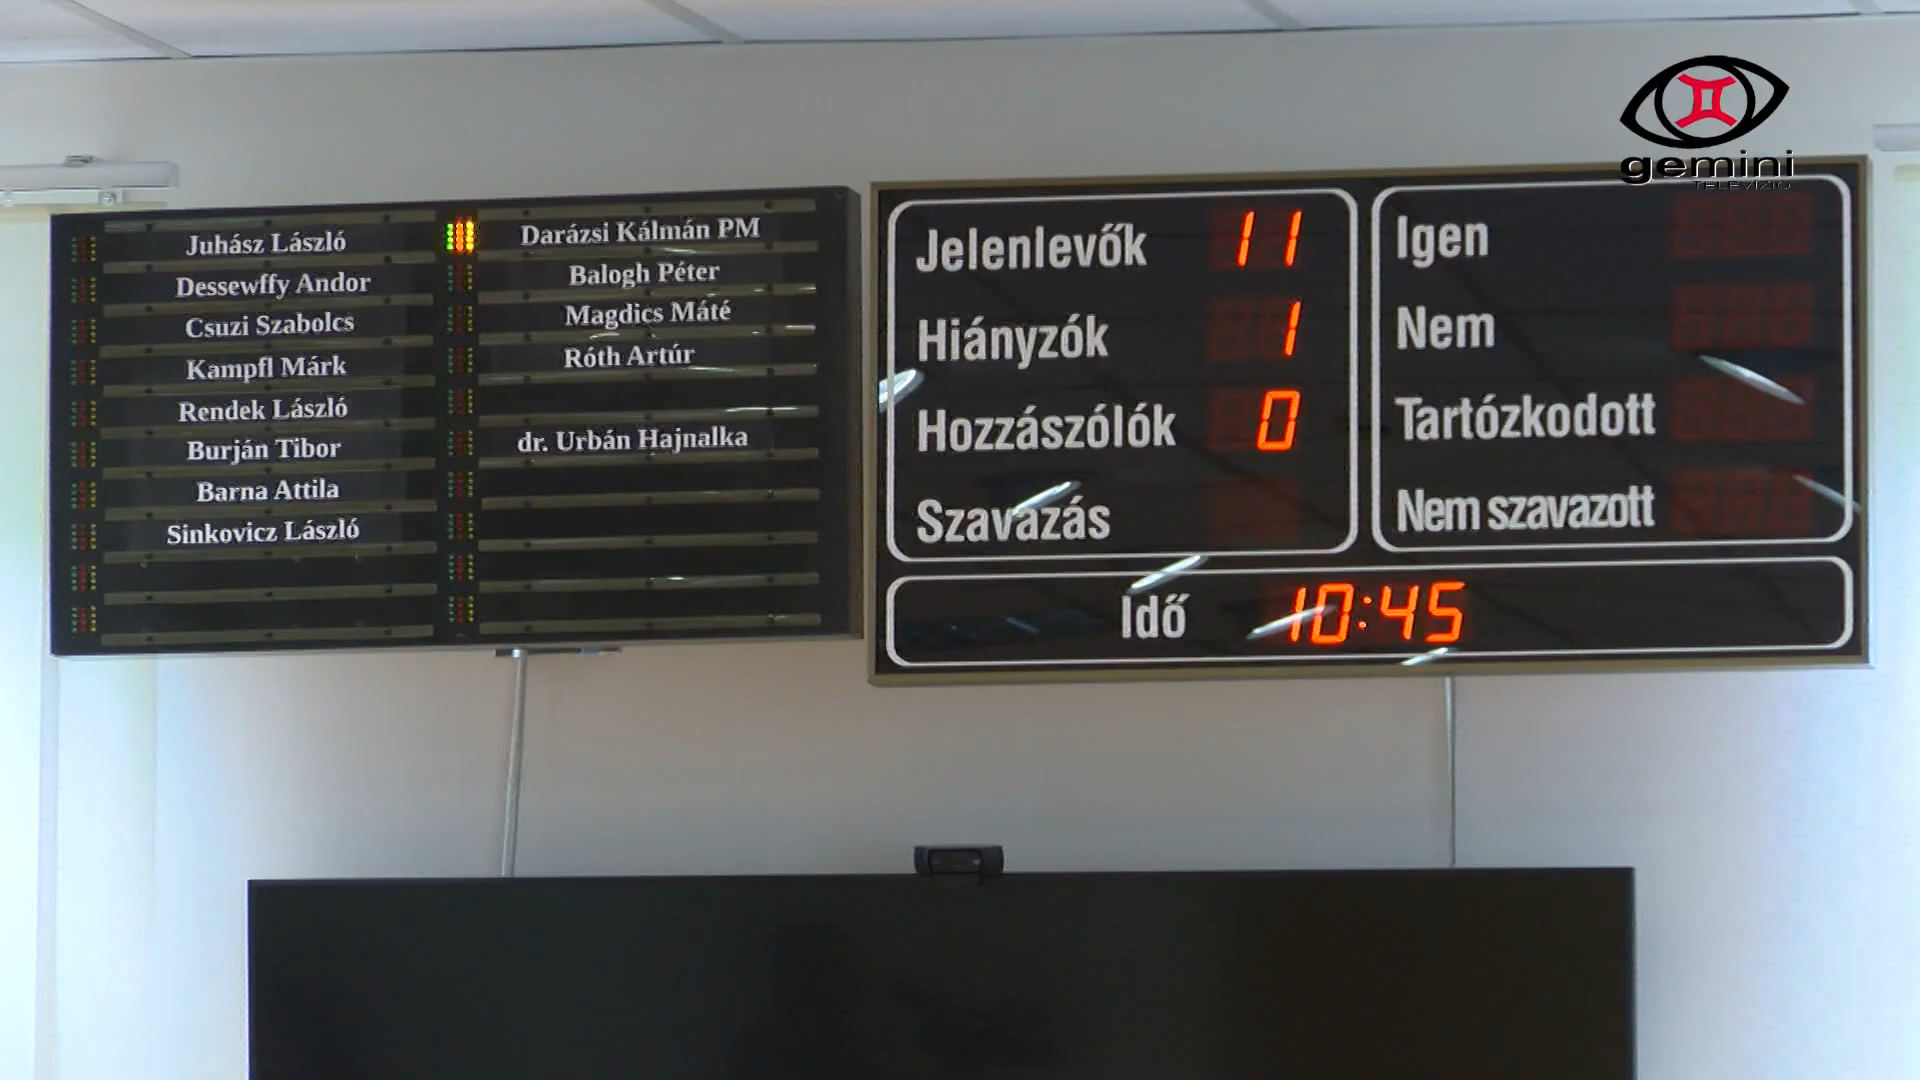 gemini
TELEVÍZIÓ
Juhász László
Dessewffy Andor
Csuzi Szabolcs
Kampfl Márk
Rendek László
Burján Tibor
Barna Attila
Sinkovicz László
Darázsi Kálmán PM
Balogh Péter
Magdics Máté
Róth Artúr
dr. Urbán Hajnalka
Jelenlevők 11
Hiányzók 1
Hozzászólók 0
Szavazás
Igen
Nem
Tartózkodott
Nem szavazott
Idő 10:45